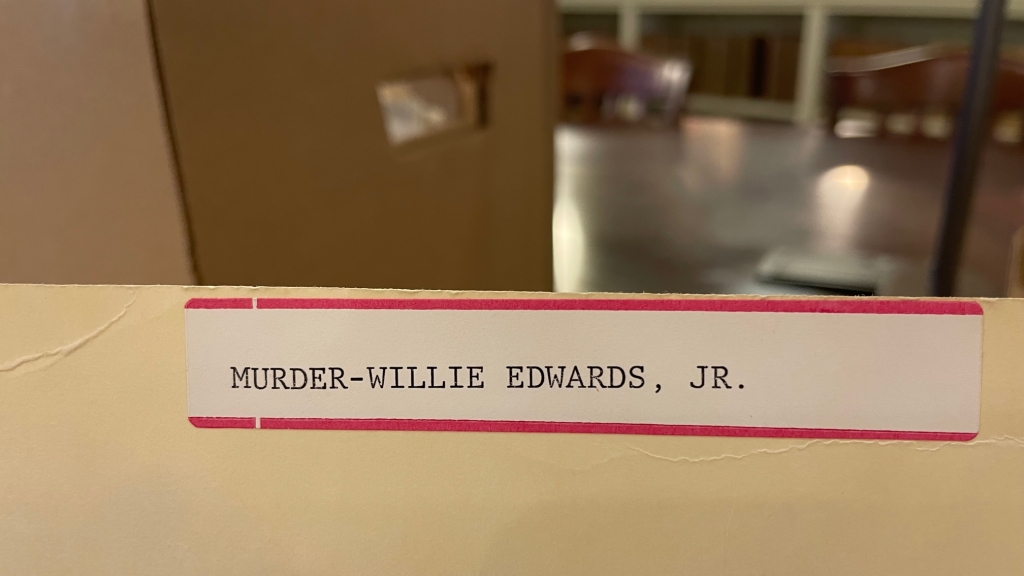 MURDER-WILLIE EDWARDS, JR.